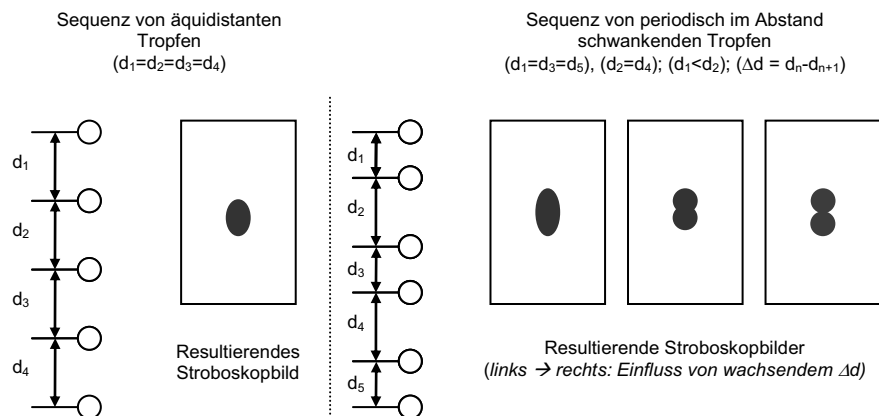 Sequenz von äquidistanten
Tropfen
(d₁=d₂=d₃=d₄)
d₁
d₂
d₃
d₄
Resultierendes
Stroboskopbild
Sequenz von periodisch im Abstand
schwankenden Tropfen
(d₁=d₃=d₅), (d₂=d₄); (d₁<d₂); (Δd = dₙ-dₙ₊₁)
d₁
d₂
d₃
d₄
d₅
Resultierende Stroboskopbilder
(links → rechts: Einfluss von wachsendem Δd)